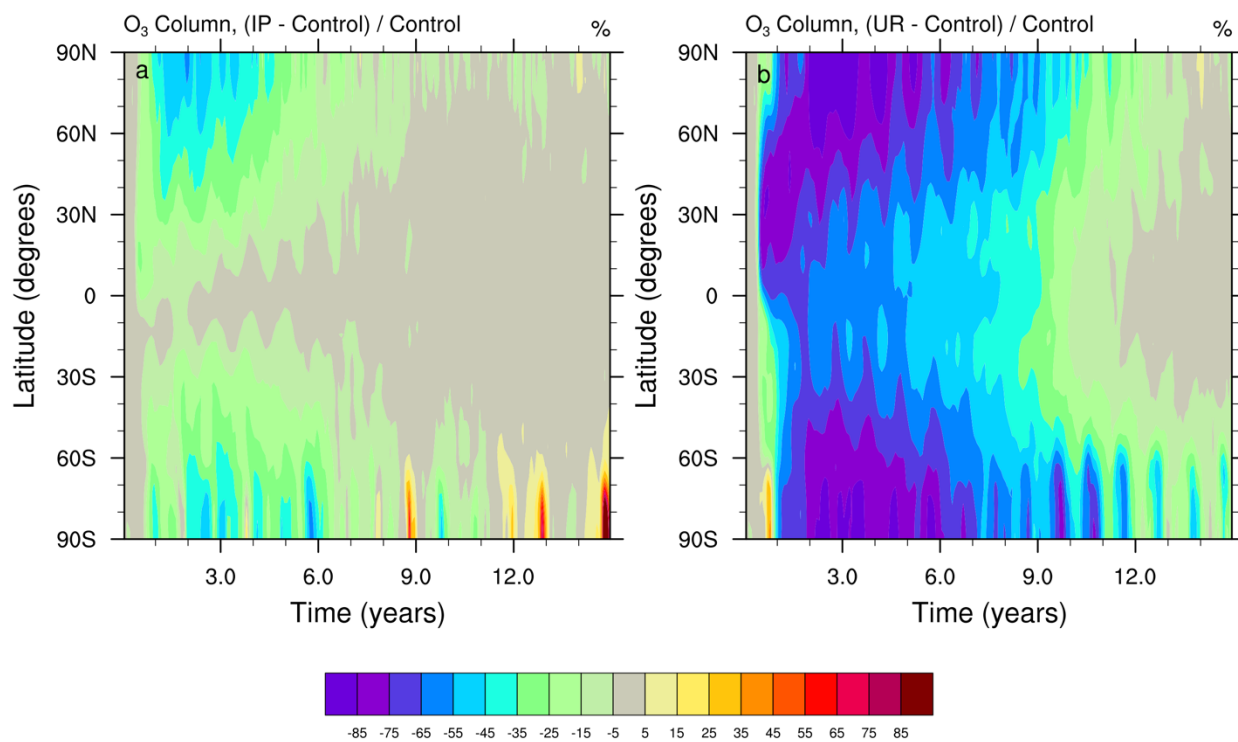 O₃ Column, (IP - Control) / Control %
a
90N
60N
30N
0
30S
60S
90S
Latitude (degrees)
3.0 6.0 9.0 12.0
Time (years)
O₃ Column, (UR - Control) / Control %
b
90N
60N
30N
0
30S
60S
90S
Latitude (degrees)
3.0 6.0 9.0 12.0
Time (years)
-85 -75 -65 -55 -45 -35 -25 -15 -5 5 15 25 35 45 55 65 75 85